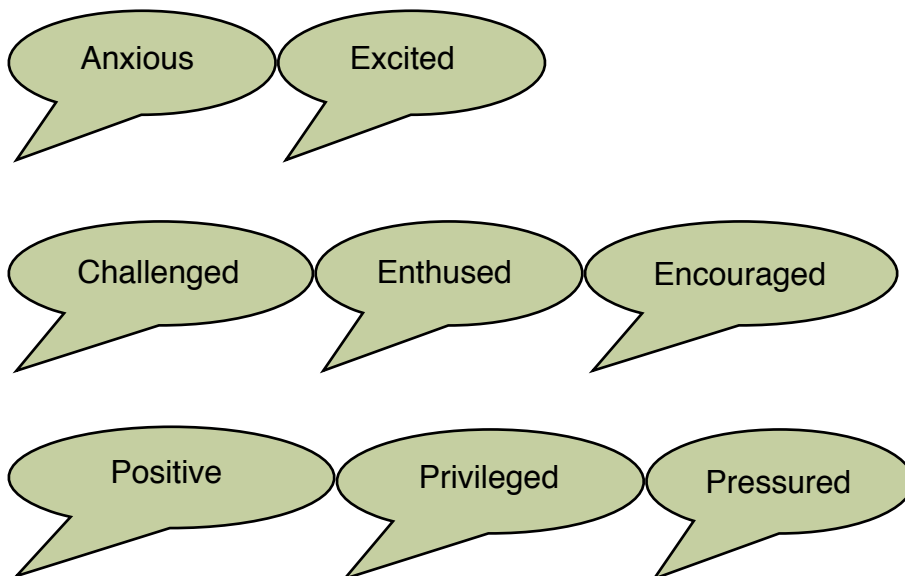 Anxious Excited
Challenged Enthused Encouraged
Positive Privileged Pressured